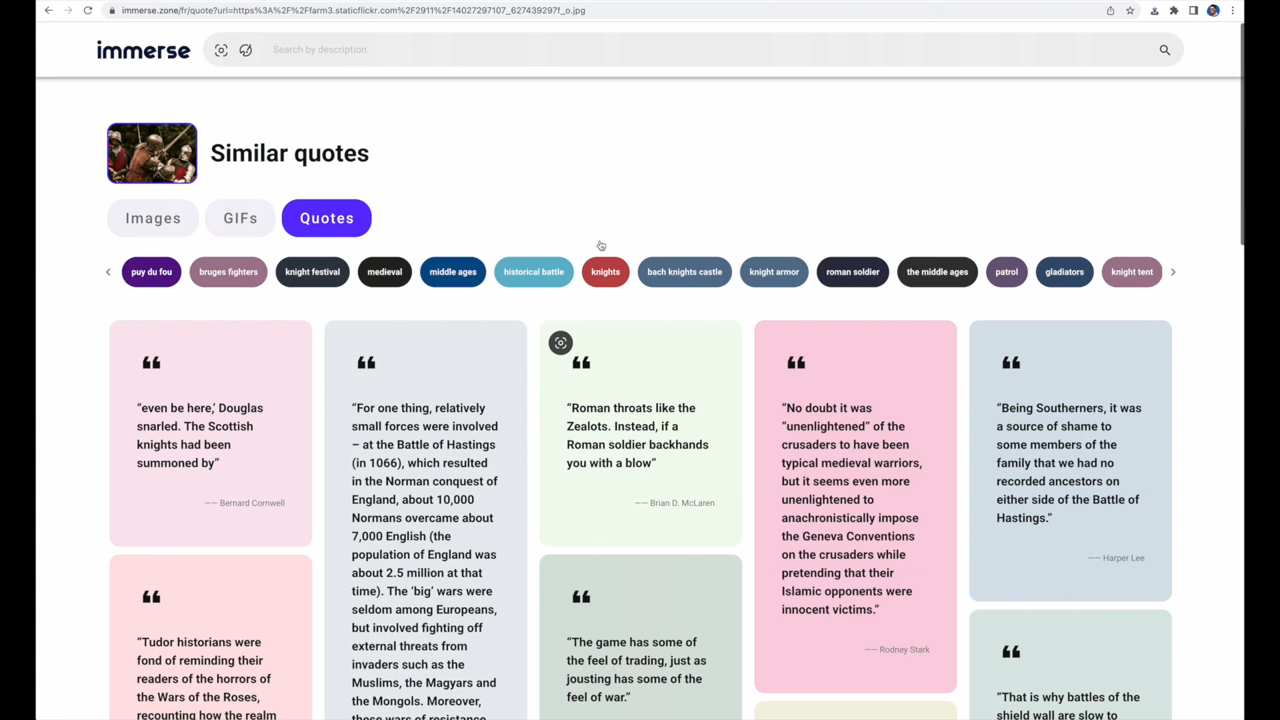 immerse.zone/fr/quote?url=https%3A%2F%2Ffarm3.staticflickr.com%2F2911%2F14027297107_627439297f_o.jpg
immerse
Search by description
Similar quotes
Images
GIFs
Quotes
puy du fou
bruges fighters
knight festival
medieval
middle ages
historical battle
knights
bach knights castle
knight armor
roman soldier
the middle ages
patrol
gladiators
knight tent
“even be here,’ Douglas
snarled. The Scottish
knights had been
summoned by”
—— Bernard Cornwell
“Tudor historians were
fond of reminding their
readers of the horrors of
the Wars of the Roses,
recounting how the realm
“For one thing, relatively
small forces were involved
– at the Battle of Hastings
(in 1066), which resulted
in the Norman conquest of
England, about 10,000
Normans overcame about
7,000 English (the
population of England was
about 2.5 million at that
time). The ‘big’ wars were
seldom among Europeans,
but involved fighting off
external threats from
invaders such as the
Muslims, the Magyars and
the Mongols. Moreover,
these wars of resistance
“Roman throats like the
Zealots. Instead, if a
Roman soldier backhands
you with a blow”
—— Brian D. McLaren
“The game has some of
the feel of trading, just as
jousting has some of the
feel of war.”
“No doubt it was
“unenlightened” of the
crusaders to have been
typical medieval warriors,
but it seems even more
unenlightened to
anachronistically impose
the Geneva Conventions
on the crusaders while
pretending that their
Islamic opponents were
innocent victims.”
—— Rodney Stark
“Being Southerners, it was
a source of shame to
some members of the
family that we had no
recorded ancestors on
either side of the Battle of
Hastings.”
—— Harper Lee
“That is why battles of the
shield wall are slow to